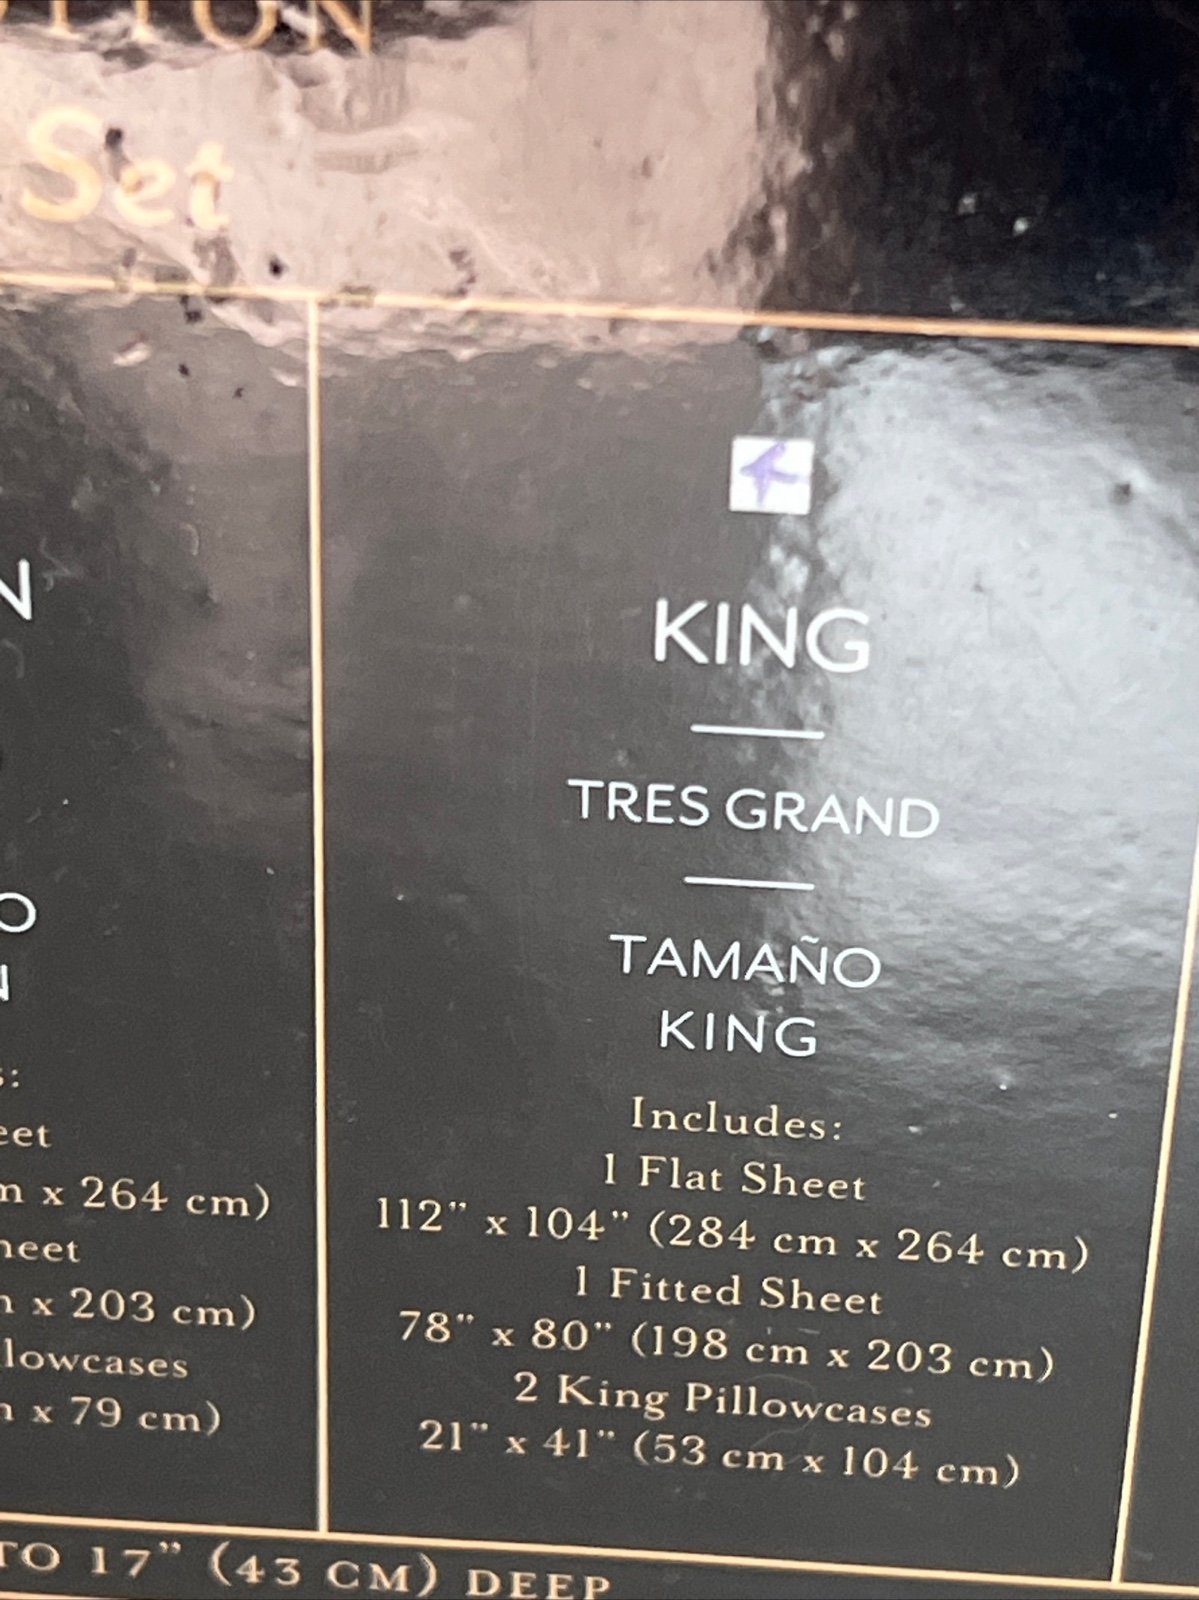 Set
KING
TRES GRAND
TAMAÑO
KING
Includes:
1 Flat Sheet
112” x 104” (284 cm x 264 cm)
1 Fitted Sheet
78” x 80” (198 cm x 203 cm)
2 King Pillowcases
21” x 41” (53 cm x 104 cm)
x 264 cm)
x 203 cm)
x 79 cm)
TO 17” (43 CM) DEEP